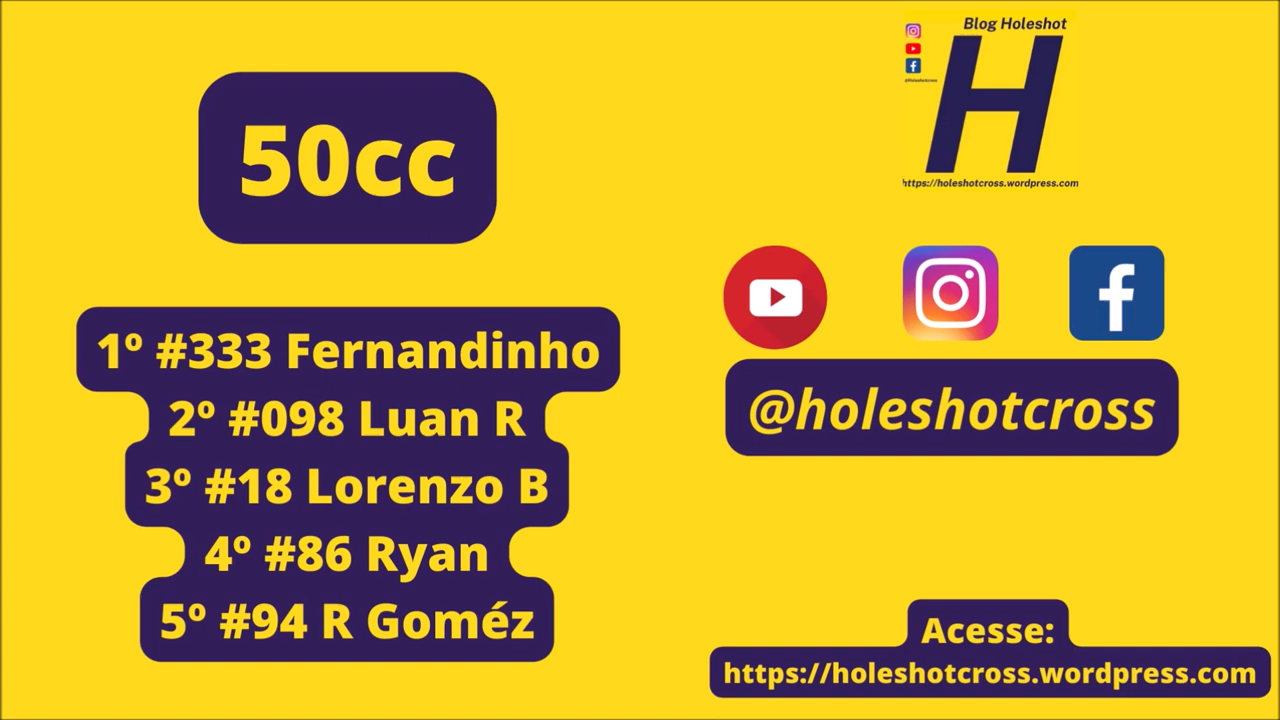 50cc
1º #333 Fernandinho
2º #098 Luan R
3º #18 Lorenzo B
4º #86 Ryan
5º #94 R Goméz
Blog Holeshot
H
@holeshotcross
https://holeshotcross.wordpress.com
@holeshotcross
Acesse:
https://holeshotcross.wordpress.com